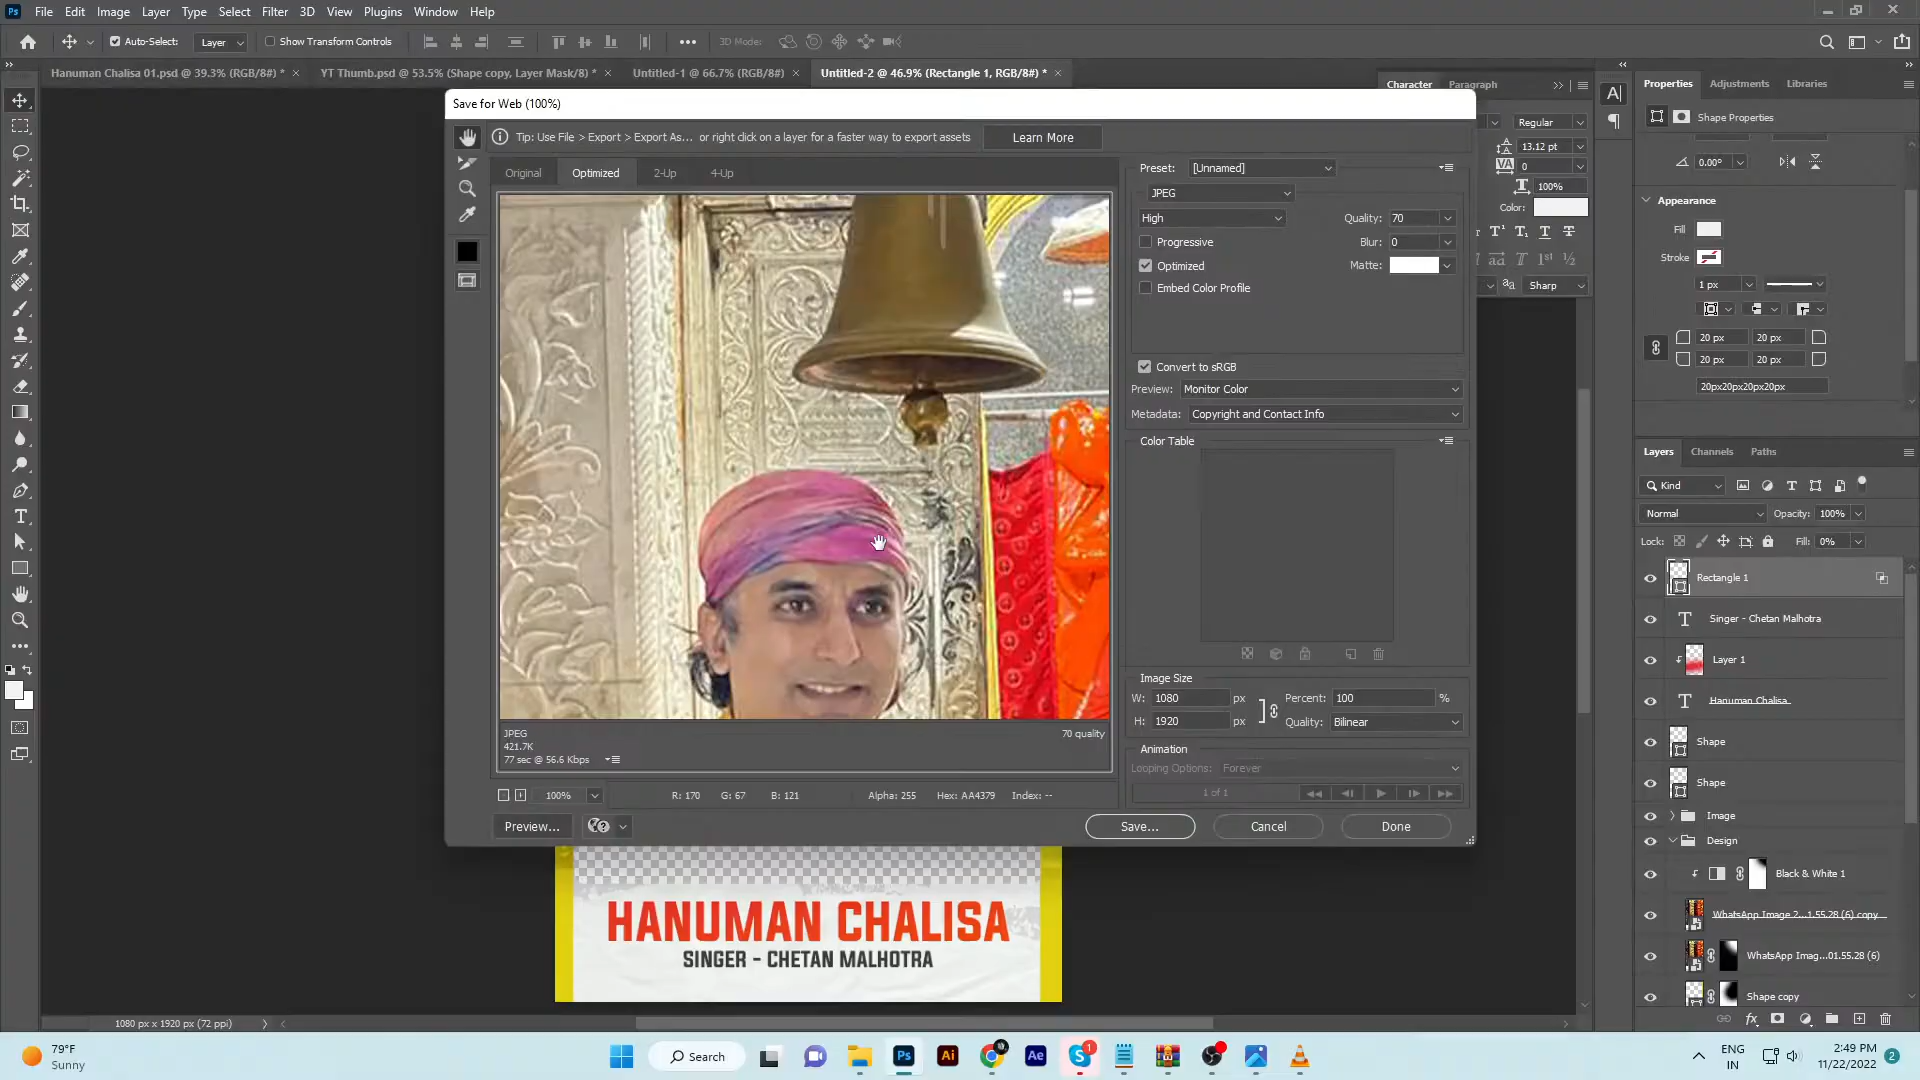 File Edit Image Layer Type Select Filter 3D View Plugins Window Help
Auto-Select: Layer Show Transform Controls 3D Mode:
Hanuman Chalisa 01.psd @ 39.3% (RGB/8#) * × YT Thumb.psd @ 53.5% (Shape copy, Layer Mask/8) * × Untitled-1 @ 66.7% (RGB/8#) × Untitled-2 @ 46.9% (Rectangle 1, RGB/8#) * ×
Character Paragraph
Properties Adjustments Libraries
Save for Web (100%)
Tip: Use File > Export > Export As... or right click on a layer for a faster way to export assets Learn More
Original Optimized 2-Up 4-Up
Preset: [Unnamed]
JPEG
High Quality: 70
Progressive Blur: 0
Optimized Matte:
Embed Color Profile
Convert to sRGB
Preview: Monitor Color
Metadata: Copyright and Contact Info
Color Table
Image Size
W: 1080 px Percent: 100 %
H: 1920 px Quality: Bilinear
Animation
Looping Options: Forever
1 of 1
JPEG 70 quality
421.7K
77 sec @ 56.6 Kbps
100% R: 170 G: 67 B: 121 Alpha: 255 Hex: AA4379 Index: --
Preview... Save... Cancel Done
Regular
13.12 pt
0
100%
Color:
Sharp
Shape Properties
0.00°
Appearance
Fill
Stroke
1 px
20 px 20 px
20 px 20 px
20px20px20px20px
Layers Channels Paths
Kind
Normal Opacity: 100%
Lock: Fill: 0%
Rectangle 1
Singer - Chetan Malhotra
Layer 1
Hanuman Chalisa
Shape
Shape
Image
Design
Black & White 1
WhatsApp Image 2...1.55.28 (6) copy
WhatsApp Imag...01.55.28 (6)
Shape copy
HANUMAN CHALISA
SINGER - CHETAN MALHOTRA
1080 px x 1920 px (72 ppi)
79°F
Sunny
Search
Ps Ai Ae
1
ENG
IN
2:49 PM
11/22/2022
2